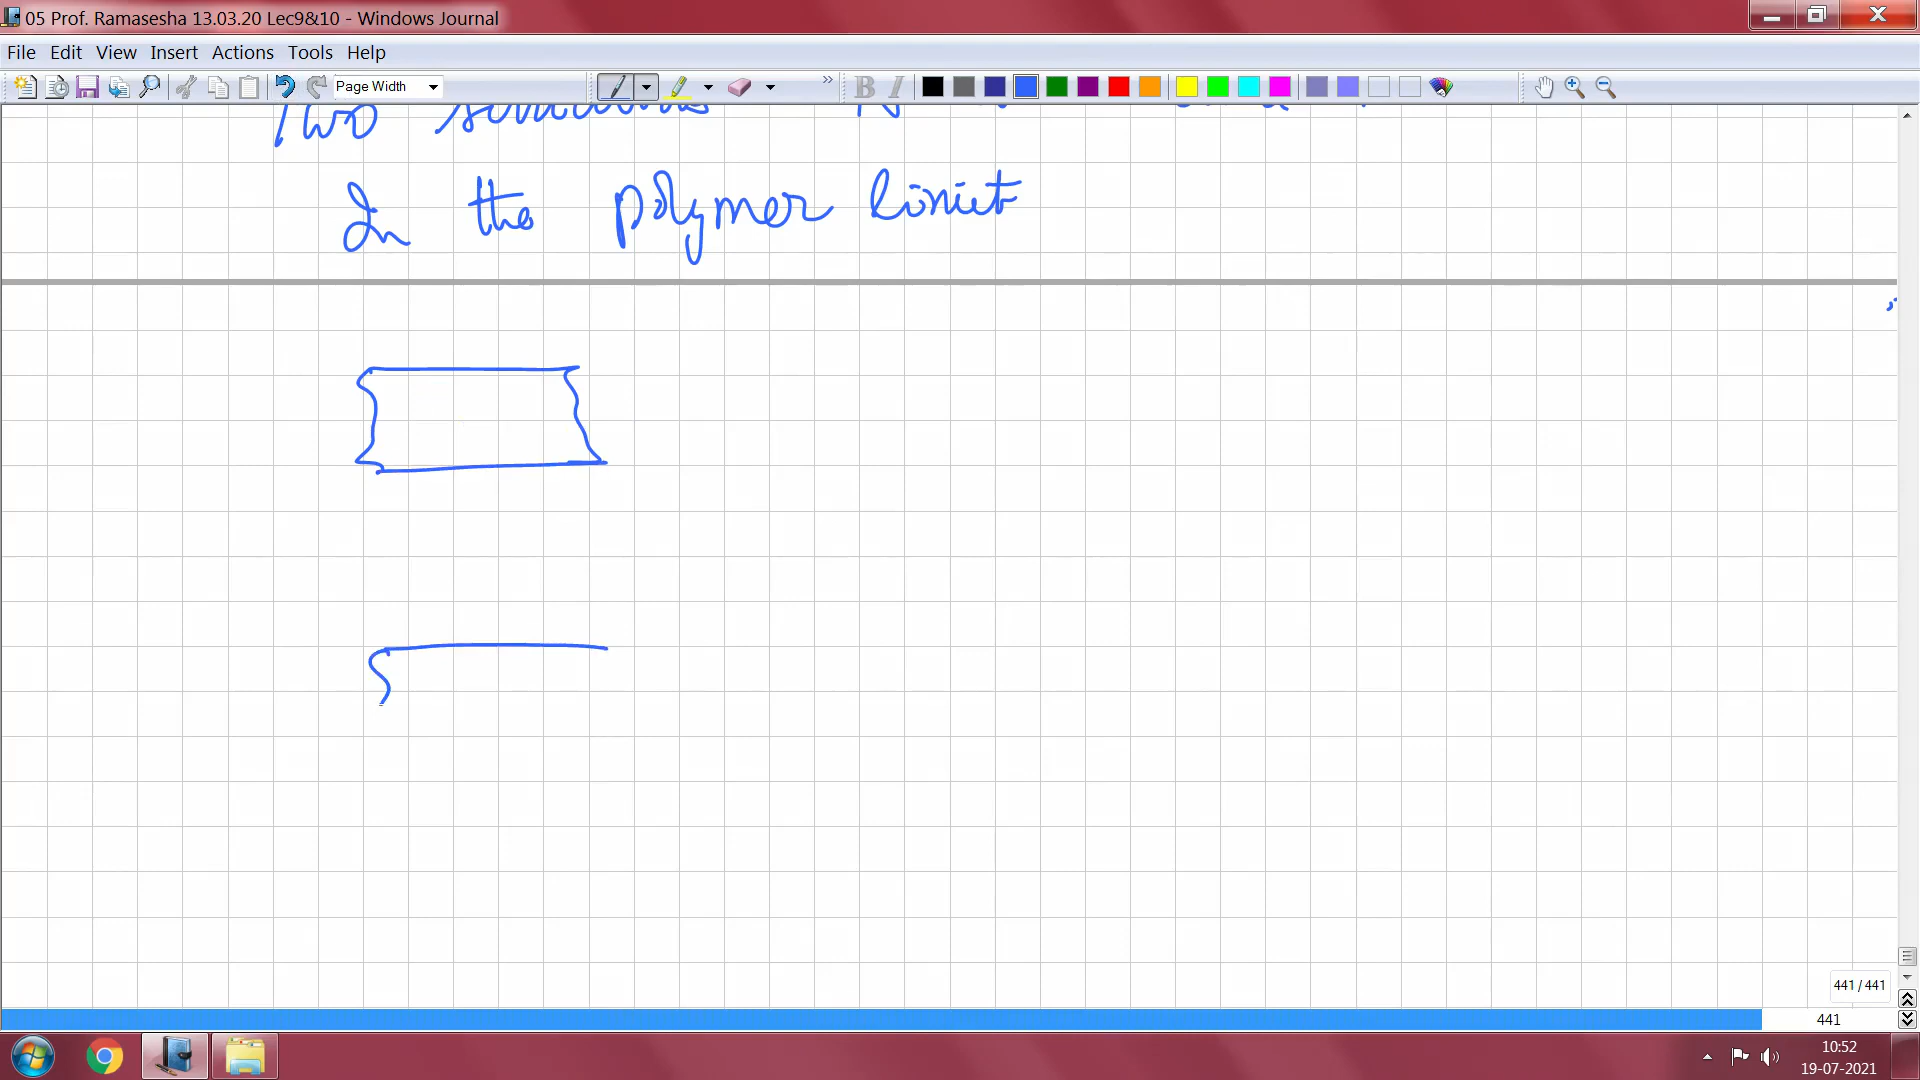 05 Prof. Ramasesha 13.03.20 Lec9&10 - Windows Journal
File Edit View Insert Actions Tools Help
Page Width
B I
Two
In the polymer limit
441 / 441
441
10:52
19-07-2021